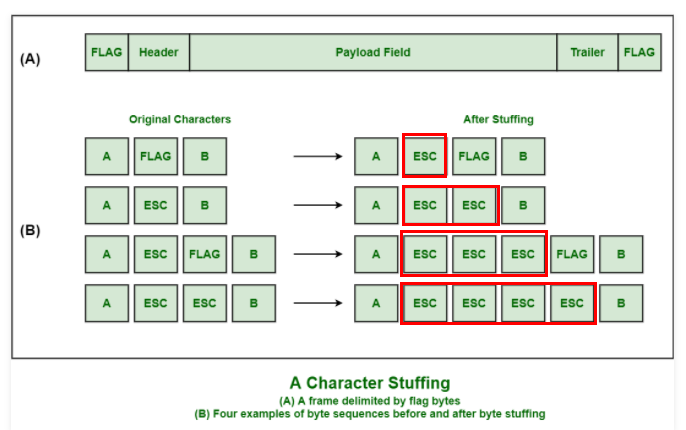 (A) FLAG Header Payload Field Trailer FLAG
Original Characters After Stuffing
A FLAG B A ESC FLAG B
A ESC B A ESC ESC B
(B)
A ESC FLAG B A ESC ESC ESC FLAG B
A ESC ESC B A ESC ESC ESC ESC B
A Character Stuffing
(A) A frame delimited by flag bytes
(B) Four examples of byte sequences before and after byte stuffing